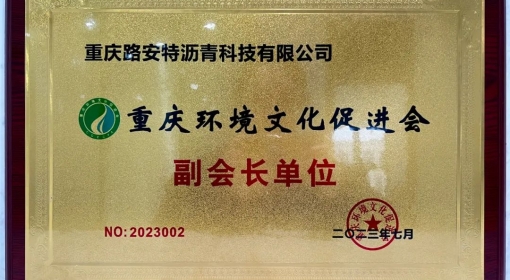 重庆路安特沥青科技有限公司
重庆环境文化促进会
副会长单位
NO:2023002
二〇二三年七月